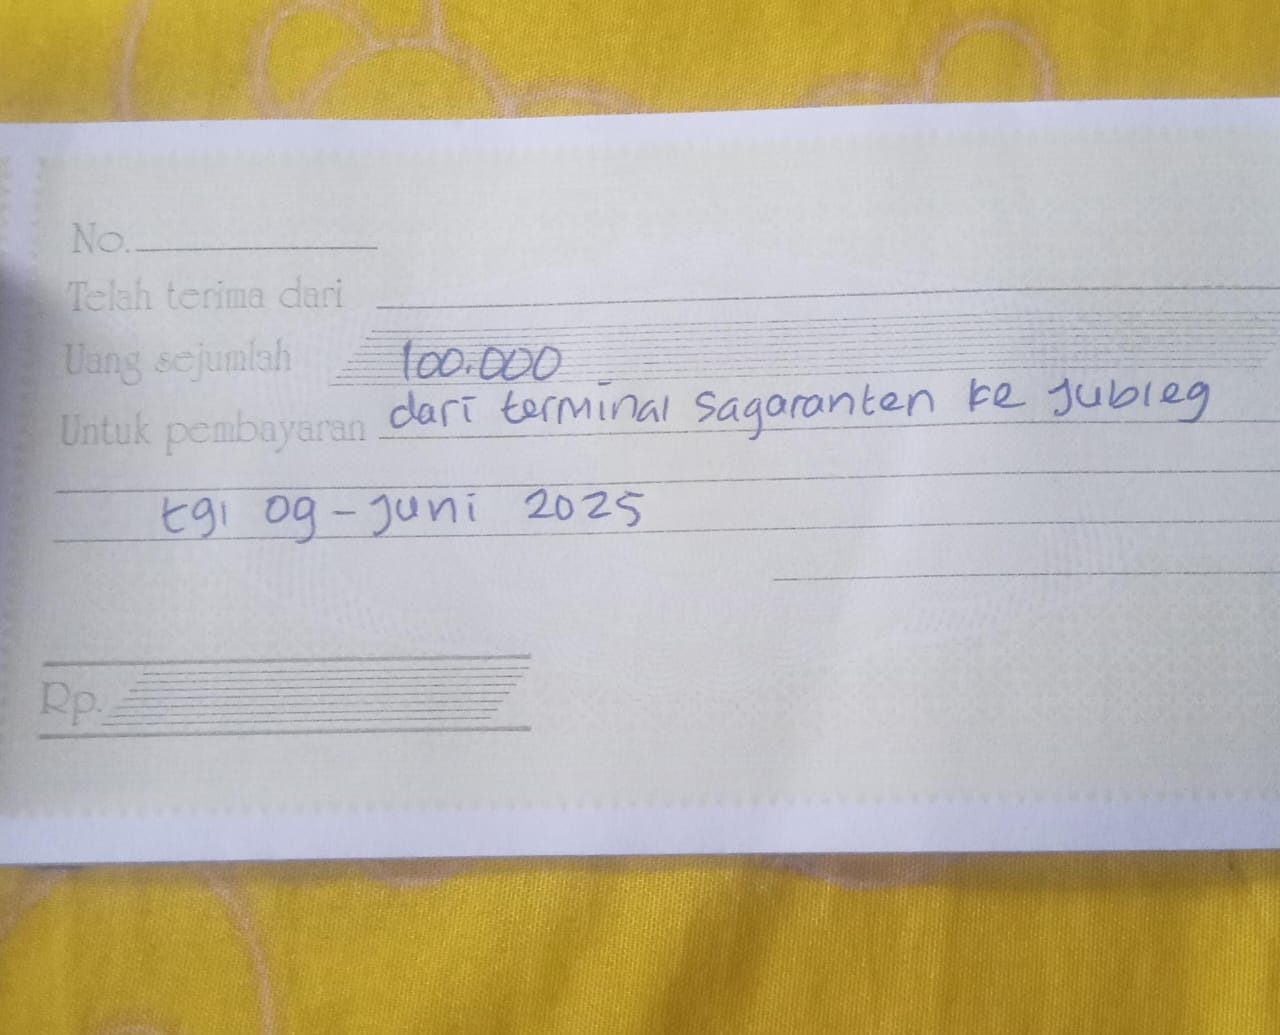 No.
Telah terima dari
Uang sejumlah 100.000
Untuk pembayaran dari terminal sagaranten ke Jubleg
tgl 09-Juni 2025
Rp.